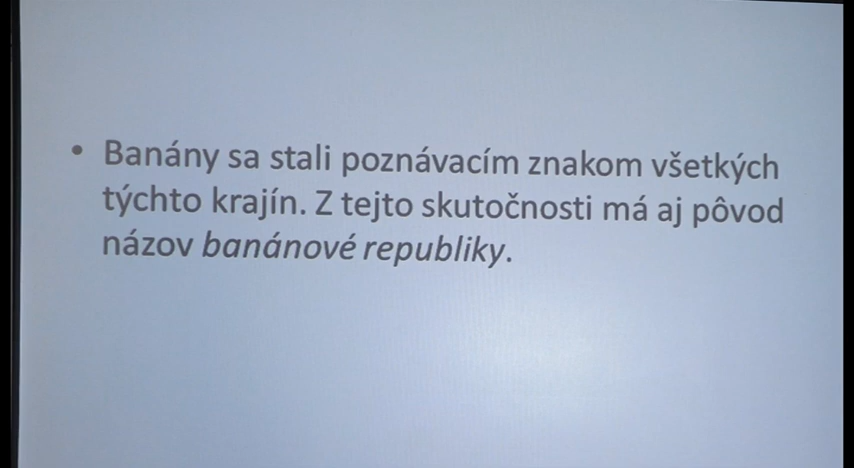 • Banány sa stali poznávacím znakom všetkých
týchto krajín. Z tejto skutočnosti má aj pôvod
názov banánové republiky.